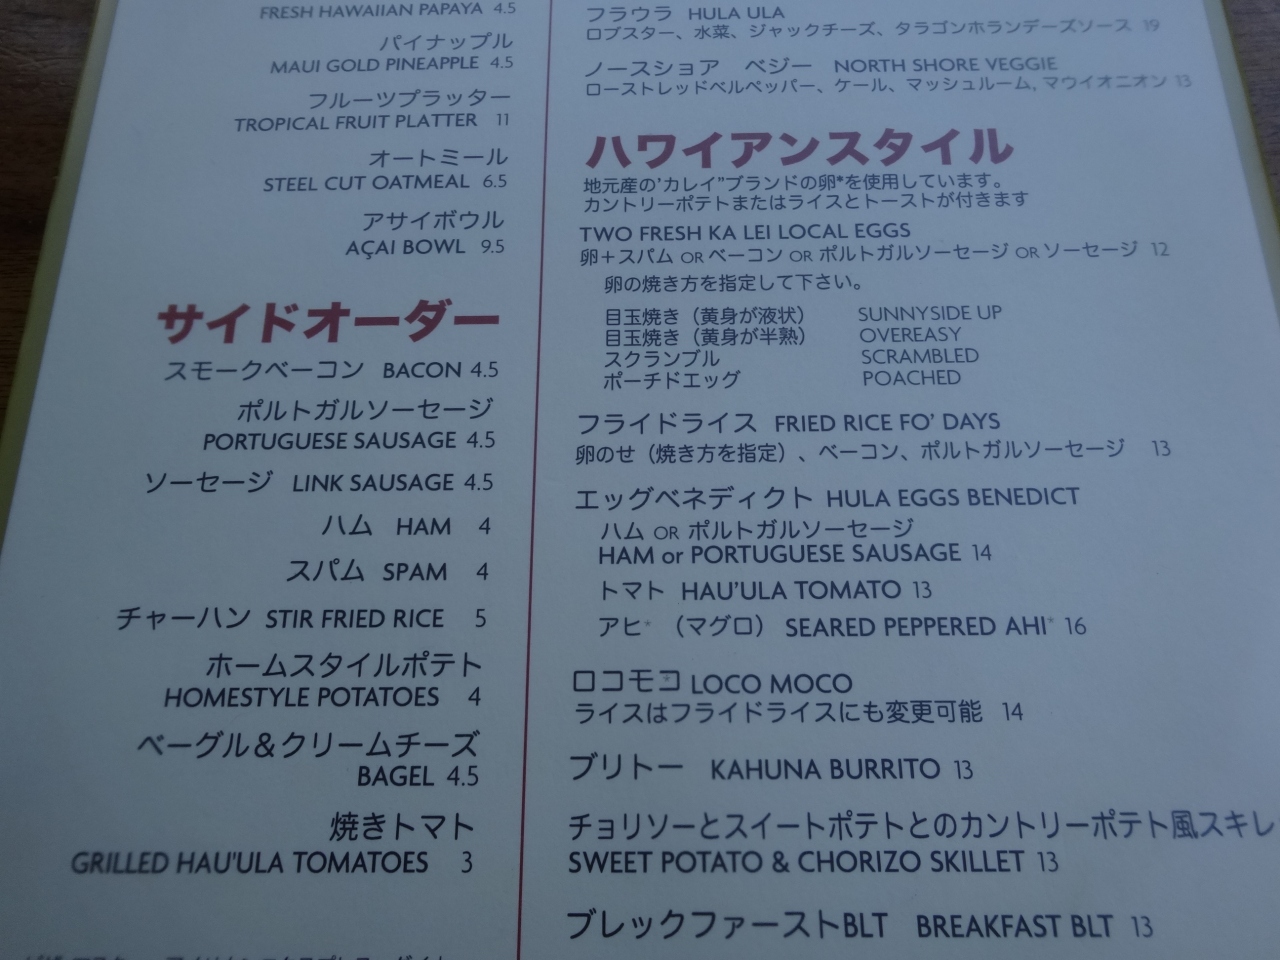 FRESH HAWAIIAN PAPAYA 4.5
パイナップル
MAUI GOLD PINEAPPLE 4.5
フルーツプラッター
TROPICAL FRUIT PLATTER 11
オートミール
STEEL CUT OATMEAL 6.5
アサイボウル
AÇAI BOWL 9.5
サイドオーダー
スモークベーコン BACON 4.5
ポルトガルソーセージ
PORTUGUESE SAUSAGE 4.5
ソーセージ LINK SAUSAGE 4.5
ハム HAM 4
スパム SPAM 4
チャーハン STIR FRIED RICE 5
ホームスタイルポテト
HOMESTYLE POTATOES 4
ベーグル＆クリームチーズ
BAGEL 4.5
焼きトマト
GRILLED HAU'ULA TOMATOES 3
フラウラ HULA ULA
ロブスター、水菜、ジャックチーズ、タラゴンホランデーズソース 19
ノースショア ベジー NORTH SHORE VEGGIE
ローストレッドベルペッパー、ケール、マッシュルーム, マウイオニオン 13
ハワイアンスタイル
地元産の'カレイ"ブランドの卵*を使用しています。
カントリーポテトまたはライスとトーストが付きます
TWO FRESH KA LEI LOCAL EGGS
卵＋スパム OR ベーコン OR ポルトガルソーセージ OR ソーセージ 12
卵の焼き方を指定して下さい。
目玉焼き（黄身が液状） SUNNYSIDE UP
目玉焼き（黄身が半熟） OVEREASY
スクランブル SCRAMBLED
ポーチドエッグ POACHED
フライドライス FRIED RICE FO' DAYS
卵のせ（焼き方を指定）、ベーコン、ポルトガルソーセージ 13
エッグベネディクト HULA EGGS BENEDICT
ハム OR ポルトガルソーセージ
HAM or PORTUGUESE SAUSAGE 14
トマト HAU'ULA TOMATO 13
アヒ*（マグロ） SEARED PEPPERED AHI* 16
ロコモコ* LOCO MOCO
ライスはフライドライスにも変更可能 14
ブリトー KAHUNA BURRITO 13
チョリソーとスイートポテトとのカントリーポテト風スキレ
SWEET POTATO & CHORIZO SKILLET 13
ブレックファーストBLT BREAKFAST BLT 13